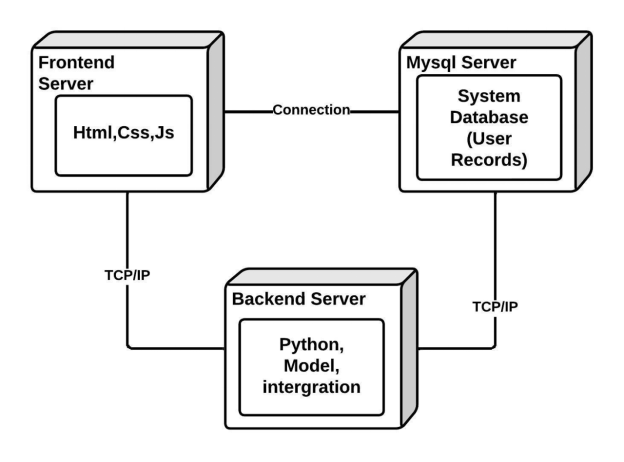 Frontend
Server
Html,Css,Js
Connection
Mysql Server
System
Database
(User
Records)
TCP/IP
TCP/IP
Backend Server
Python,
Model,
intergration